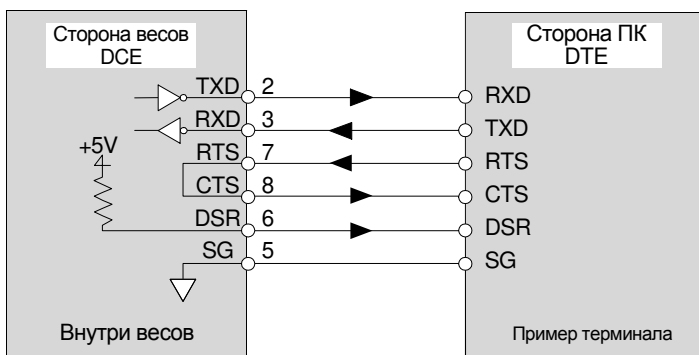 Сторона весов
DCE
Сторона ПК
DTE
TXD 2 RXD
RXD 3 TXD
+5V
RTS 7 RTS
CTS 8 CTS
DSR 6 DSR
SG 5 SG
Внутри весов
Пример терминала